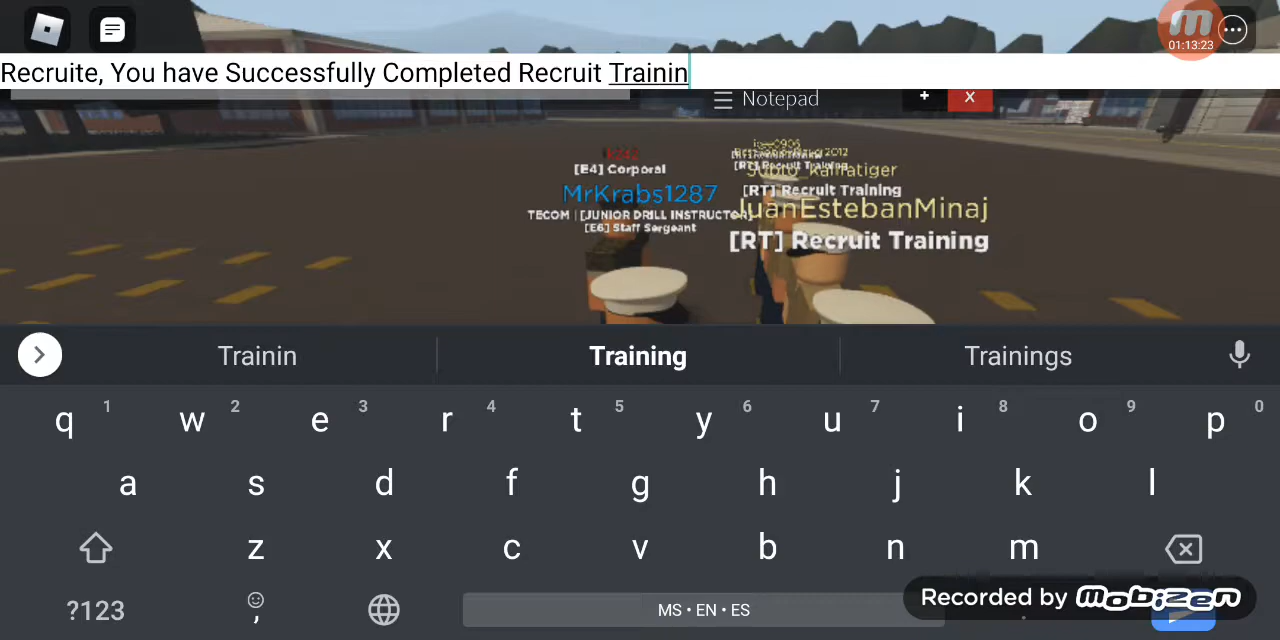 01:13:23
Recruite, You have Successfully Completed Recruit Trainin
Notepad
+ X
[E4] Corporal
MrKrabs1287
TECOM | [JUNIOR DRILL INSTRUCTOR]
[E6] Staff Sergeant
[RT] Recruit Training
JuanEstebanMinaj
[RT] Recruit Training
Trainin Training Trainings
q 1 w 2 e 3 r 4 t 5 y 6 u 7 i 8 o 9 p 0
a s d f g h j k l
z x c v b n m
?123 , MS • EN • ES .
Recorded by mobizen